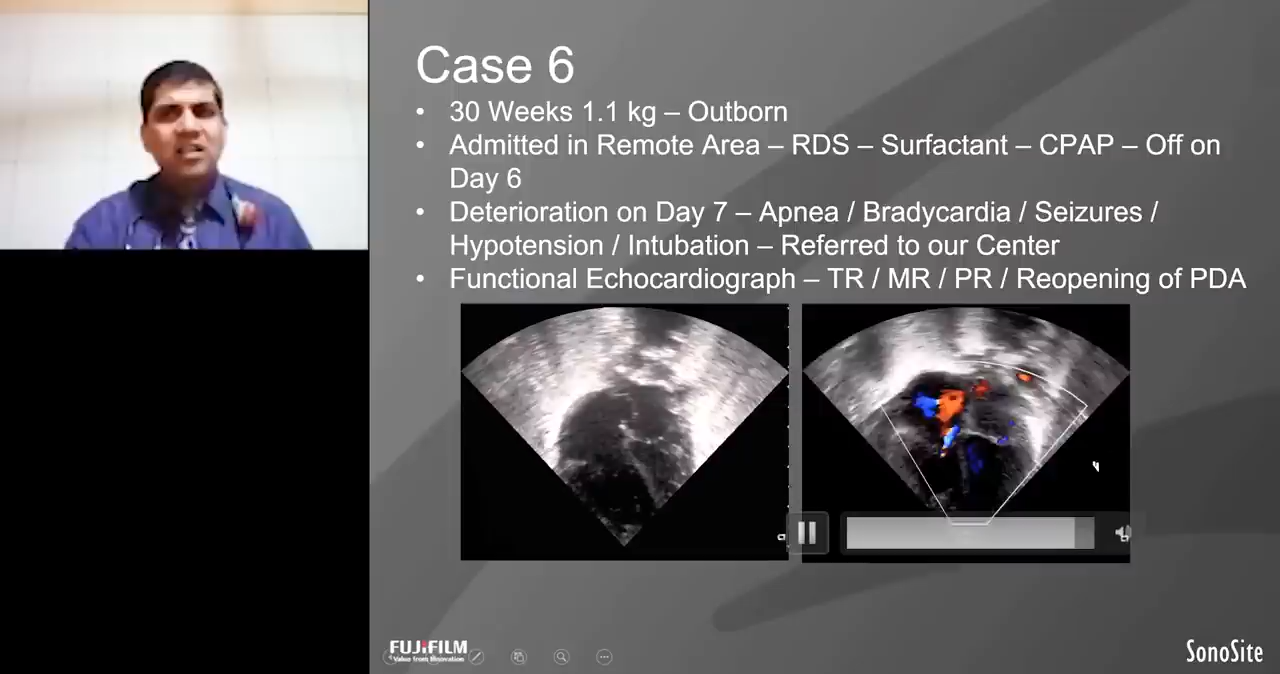 Case 6
• 30 Weeks 1.1 kg – Outborn
• Admitted in Remote Area – RDS – Surfactant – CPAP – Off on
Day 6
• Deterioration on Day 7 – Apnea / Bradycardia / Seizures /
Hypotension / Intubation – Referred to our Center
• Functional Echocardiograph – TR / MR / PR / Reopening of PDA
FUJIFILM
Value from Innovation
SonoSite